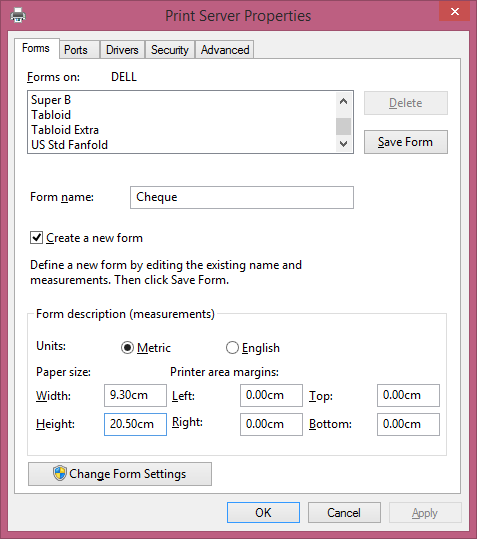 Print Server Properties
Forms Ports Drivers Security Advanced
Forms on: DELL
Super B
Tabloid
Tabloid Extra
US Std Fanfold
Delete
Save Form
Form name: Cheque
Create a new form
Define a new form by editing the existing name and
measurements. Then click Save Form.
Form description (measurements)
Units: Metric English
Paper size: Printer area margins:
Width: 9.30cm Left: 0.00cm Top: 0.00cm
Height: 20.50cm Right: 0.00cm Bottom: 0.00cm
Change Form Settings
OK Cancel Apply